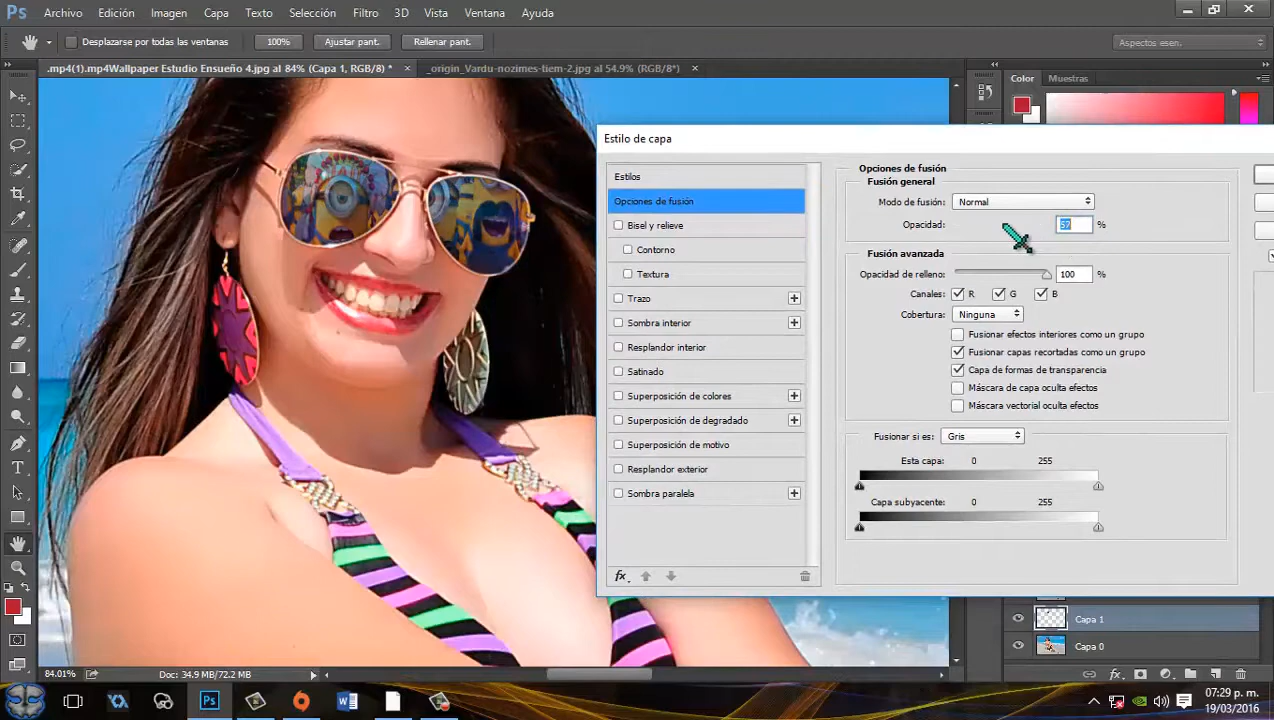 Ps Archivo Edición Imagen Capa Texto Selección Filtro 3D Vista Ventana Ayuda
Desplazarse por todas las ventanas 100% Ajustar pant. Rellenar pant. Aspectos esen.
.mp4(1).mp4Wallpaper Estudio Ensueño 4.jpg al 84% (Capa 1, RGB/8) * × _origin_Vardu-nozimes-tiem-2.jpg al 54.9% (RGB/8*) ×
Color Muestras
Estilo de capa
Estilos
Opciones de fusión
Bisel y relieve
Contorno
Textura
Trazo
Sombra interior
Resplandor interior
Satinado
Superposición de colores
Superposición de degradado
Superposición de motivo
Resplandor exterior
Sombra paralela
fx
Opciones de fusión
Fusión general
Modo de fusión: Normal
Opacidad: 57 %
Fusión avanzada
Opacidad de relleno: 100 %
Canales: R G B
Cobertura: Ninguna
Fusionar efectos interiores como un grupo
Fusionar capas recortadas como un grupo
Capa de formas de transparencia
Máscara de capa oculta efectos
Máscara vectorial oculta efectos
Fusionar si es: Gris
Esta capa: 0 255
Capa subyacente: 0 255
Capa 1
Capa 0
fx
84.01% Doc: 34.9 MB/72.2 MB
Ps
07:29 p. m.
19/03/2016